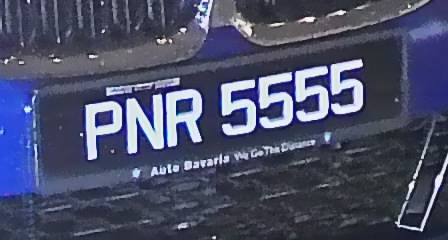 PNR 5555
Auto Bavaria We Go The Distance